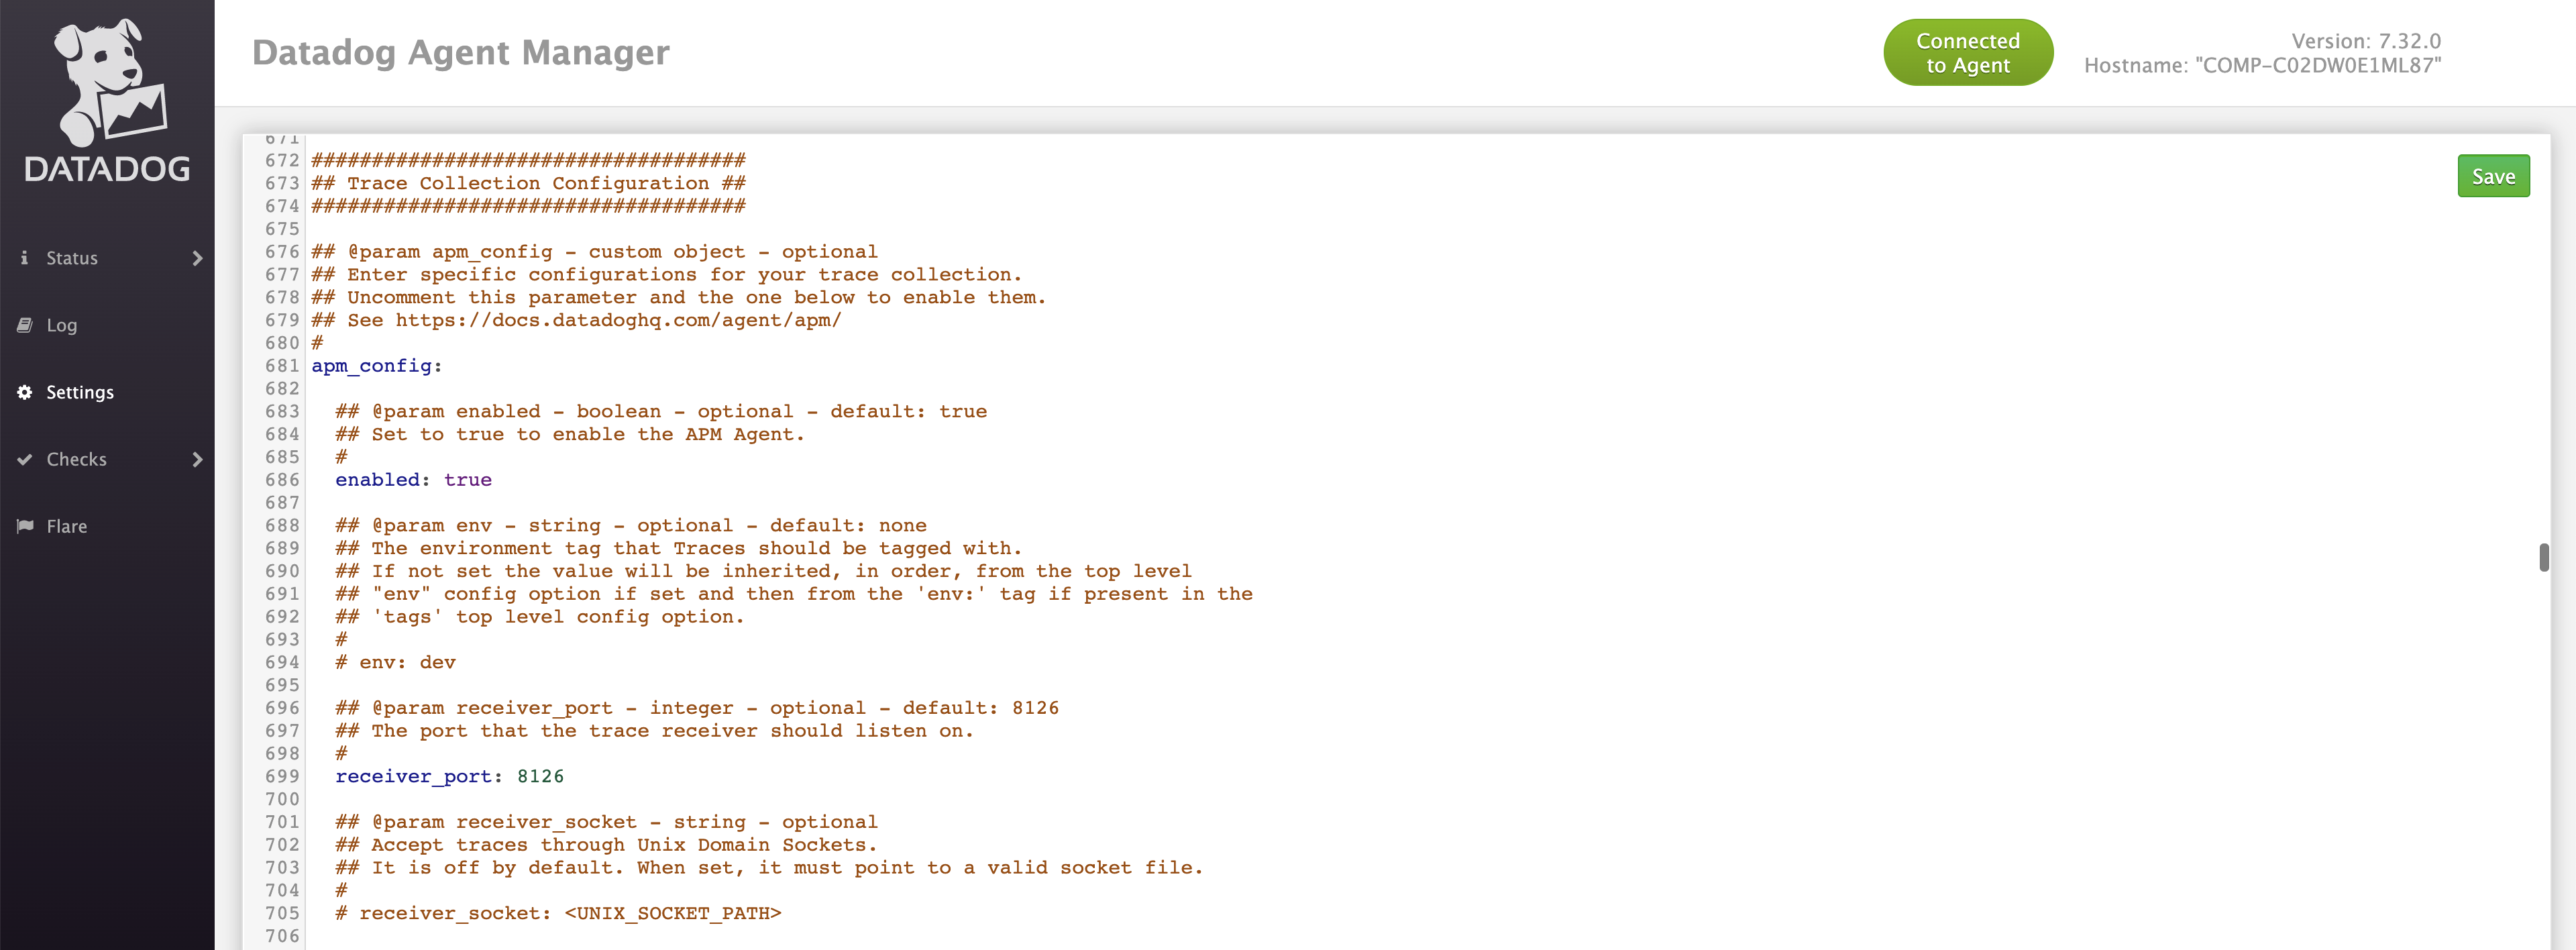 DATADOG
Status
Log
Settings
Checks
Flare
Datadog Agent Manager
Connected
to Agent
Version: 7.32.0
Hostname: "COMP-C02DW0E1ML87"
Save
671
672 ####################################
673 ## Trace Collection Configuration ##
674 ####################################
675
676 ## @param apm_config - custom object - optional
677 ## Enter specific configurations for your trace collection.
678 ## Uncomment this parameter and the one below to enable them.
679 ## See https://docs.datadoghq.com/agent/apm/
680 #
681 apm_config:
682
683 ## @param enabled - boolean - optional - default: true
684 ## Set to true to enable the APM Agent.
685 #
686 enabled: true
687
688 ## @param env - string - optional - default: none
689 ## The environment tag that Traces should be tagged with.
690 ## If not set the value will be inherited, in order, from the top level
691 ## "env" config option if set and then from the 'env:' tag if present in the
692 ## 'tags' top level config option.
693 #
694 # env: dev
695
696 ## @param receiver_port - integer - optional - default: 8126
697 ## The port that the trace receiver should listen on.
698 #
699 receiver_port: 8126
700
701 ## @param receiver_socket - string - optional
702 ## Accept traces through Unix Domain Sockets.
703 ## It is off by default. When set, it must point to a valid socket file.
704 #
705 # receiver_socket: <UNIX_SOCKET_PATH>
706